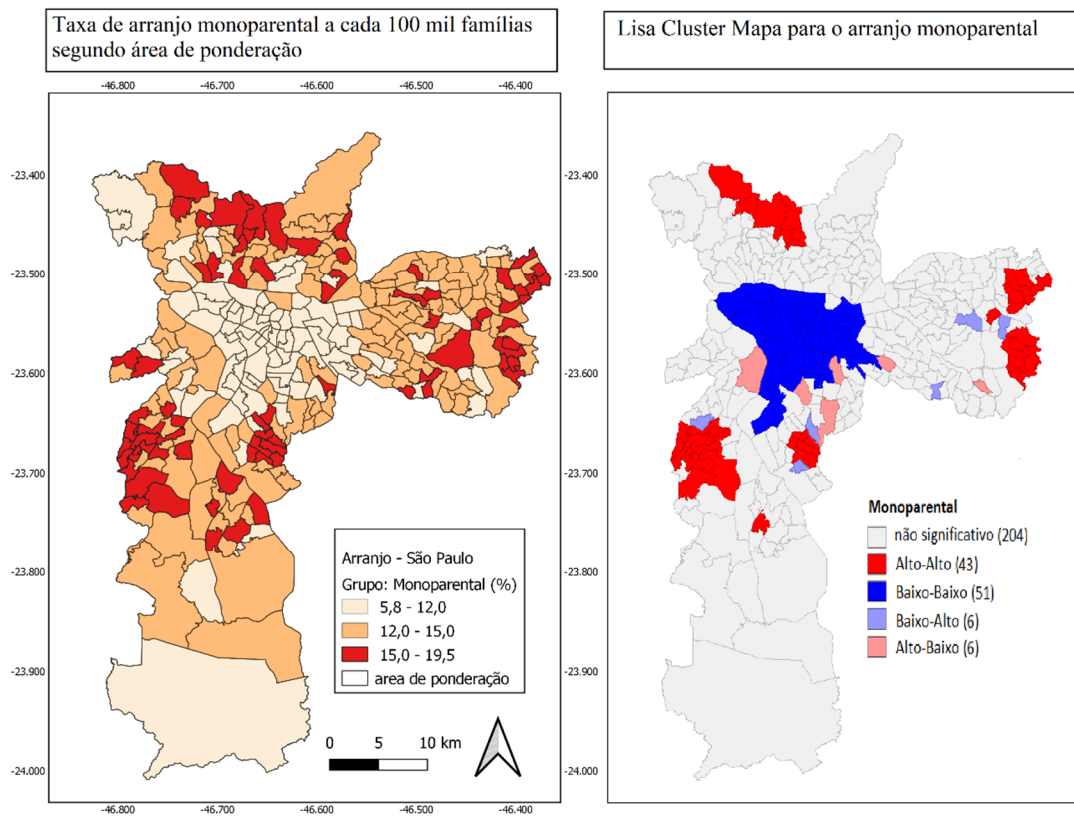 Taxa de arranjo monoparental a cada 100 mil famílias
segundo área de ponderação
Lisa Cluster Mapa para o arranjo monoparental
-46.800 -46.700 -46.600 -46.500 -46.400
-23.400
-23.500
-23.600
-23.700
-23.800
-23.900
-24.000
Arranjo - São Paulo
Grupo: Monoparental (%)
5,8 - 12,0
12,0 - 15,0
15,0 - 19,5
area de ponderação
0 5 10 km
-46.800 -46.700 -46.600 -46.500 -46.400
-23.400
-23.500
-23.600
-23.700
-23.800
-23.900
-24.000
Monoparental
não significativo (204)
Alto-Alto (43)
Baixo-Baixo (51)
Baixo-Alto (6)
Alto-Baixo (6)